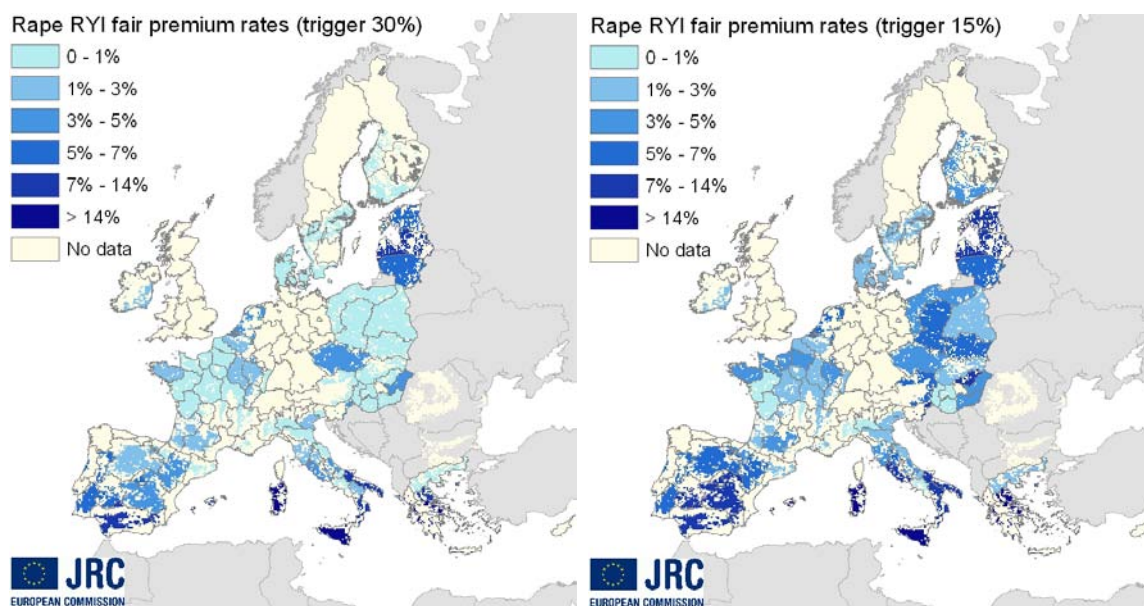 Rape RYI fair premium rates (trigger 30%)
0 - 1%
1% - 3%
3% - 5%
5% - 7%
7% - 14%
> 14%
No data
JRC
EUROPEAN COMMISSION
Rape RYI fair premium rates (trigger 15%)
0 - 1%
1% - 3%
3% - 5%
5% - 7%
7% - 14%
> 14%
No data
JRC
EUROPEAN COMMISSION